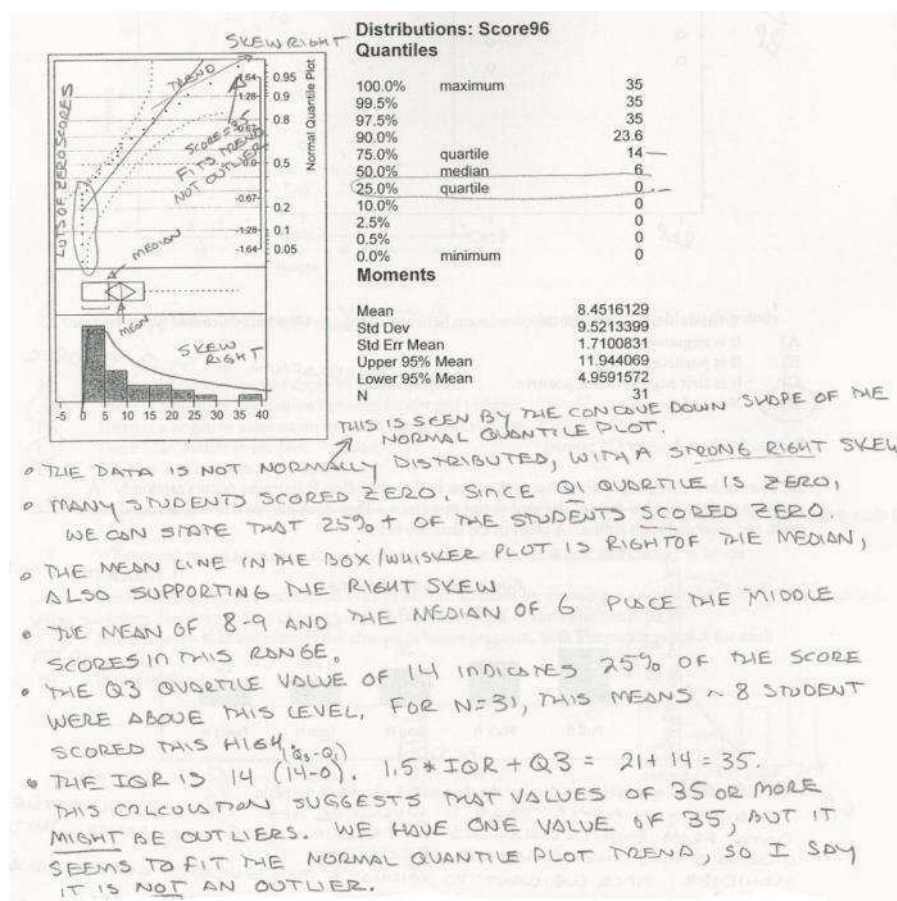 SKEW RIGHT
Distributions: Score96
Quantiles
100.0% maximum 35
99.5% 35
97.5% 35
90.0% 23.6
75.0% quartile 14
50.0% median 6
25.0% quartile 0
10.0% 0
2.5% 0
0.5% 0
0.0% minimum 0
Moments
Mean 8.4516129
Std Dev 9.5213399
Std Err Mean 1.7100831
Upper 95% Mean 11.944069
Lower 95% Mean 4.9591572
N 31
LOTS OF ZERO SCORES
TREND
SCORE=35
FITS TREND
NOT OUTLIER
1.64 0.95
1.28 0.9
0.67 0.8
0.0 0.5
-0.67 0.2
-1.28 0.1
-1.64 0.05
Normal Quantile Plot
MEDIAN
MEAN
SKEW
RIGHT
-5 0 5 10 15 20 25 30 35 40
THIS IS SEEN BY THE CONCAVE DOWN SHAPE OF THE
NORMAL QUANTILE PLOT.
• THE DATA IS NOT NORMALLY DISTRIBUTED, WITH A STRONG RIGHT SKEW
• MANY STUDENTS SCORED ZERO. SINCE Q1 QUARTILE IS ZERO,
WE CAN STATE THAT 25%+ OF THE STUDENTS SCORED ZERO.
• THE MEAN LINE IN THE BOX/WHISKER PLOT IS RIGHT OF THE MEDIAN,
ALSO SUPPORTING THE RIGHT SKEW
• THE MEAN OF 8-9 AND THE MEDIAN OF 6 PLACE THE MIDDLE
SCORES IN THIS RANGE.
• THE Q3 QUARTILE VALUE OF 14 INDICATES 25% OF THE SCORE
WERE ABOVE THIS LEVEL. FOR N=31, THIS MEANS ~ 8 STUDENT
SCORED THIS HIGH.
(Q3-Q1)
• THE IQR IS 14 (14-0). 1.5*IQR+Q3 = 21+14=35.
THIS CALCULATION SUGGESTS THAT VALUES OF 35 OR MORE
MIGHT BE OUTLIERS. WE HAVE ONE VALUE OF 35, BUT IT
SEEMS TO FIT THE NORMAL QUANTILE PLOT TREND, SO I SAY
IT IS NOT AN OUTLIER.